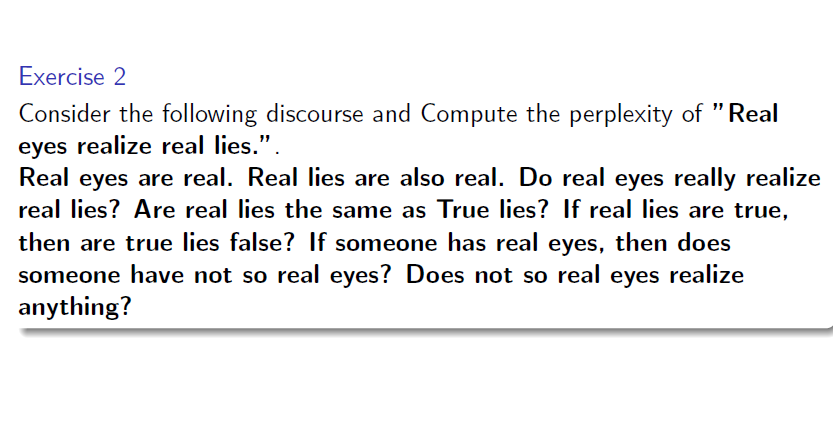 Exercise 2
Consider the following discourse and Compute the perplexity of ”Real
eyes realize real lies.”.
Real eyes are real. Real lies are also real. Do real eyes really realize
real lies? Are real lies the same as True lies? If real lies are true,
then are true lies false? If someone has real eyes, then does
someone have not so real eyes? Does not so real eyes realize
anything?